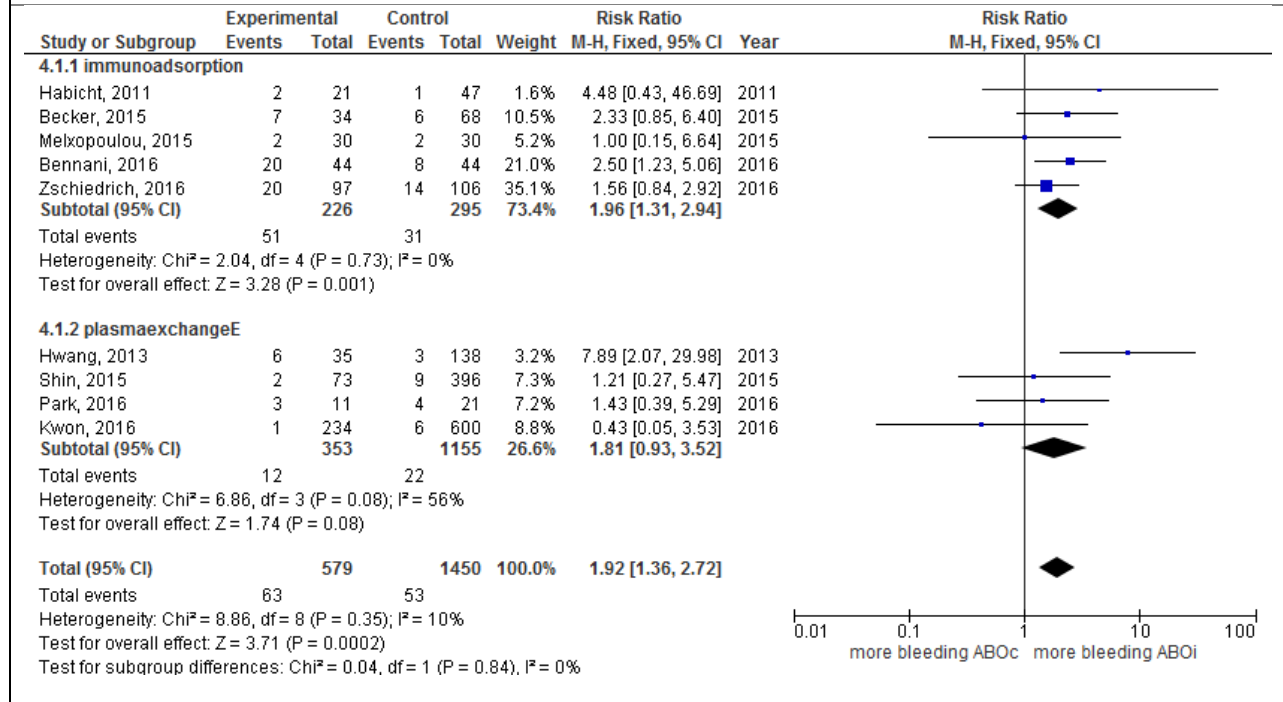 Experimental Control Risk Ratio Risk Ratio
Study or Subgroup Events Total Events Total Weight M-H, Fixed, 95% CI Year M-H, Fixed, 95% CI
4.1.1 immunoadsorption
Habicht, 2011 2 21 1 47 1.6% 4.48 [0.43, 46.69] 2011
Becker, 2015 7 34 6 68 10.5% 2.33 [0.85, 6.40] 2015
Melxopoulou, 2015 2 30 2 30 5.2% 1.00 [0.15, 6.64] 2015
Bennani, 2016 20 44 8 44 21.0% 2.50 [1.23, 5.06] 2016
Zschiedrich, 2016 20 97 14 106 35.1% 1.56 [0.84, 2.92] 2016
Subtotal (95% CI) 226 295 73.4% 1.96 [1.31, 2.94]
Total events 51 31
Heterogeneity: Chi² = 2.04, df = 4 (P = 0.73); I² = 0%
Test for overall effect: Z = 3.28 (P = 0.001)
4.1.2 plasmaexchangeE
Hwang, 2013 6 35 3 138 3.2% 7.89 [2.07, 29.98] 2013
Shin, 2015 2 73 9 396 7.3% 1.21 [0.27, 5.47] 2015
Park, 2016 3 11 4 21 7.2% 1.43 [0.39, 5.29] 2016
Kwon, 2016 1 234 6 600 8.8% 0.43 [0.05, 3.53] 2016
Subtotal (95% CI) 353 1155 26.6% 1.81 [0.93, 3.52]
Total events 12 22
Heterogeneity: Chi² = 6.86, df = 3 (P = 0.08); I² = 56%
Test for overall effect: Z = 1.74 (P = 0.08)
Total (95% CI) 579 1450 100.0% 1.92 [1.36, 2.72]
Total events 63 53
Heterogeneity: Chi² = 8.86, df = 8 (P = 0.35); I² = 10%
Test for overall effect: Z = 3.71 (P = 0.0002)
Test for subgroup differences: Chi² = 0.04, df = 1 (P = 0.84), I² = 0%
0.01 0.1 1 10 100
more bleeding ABOc more bleeding ABOi